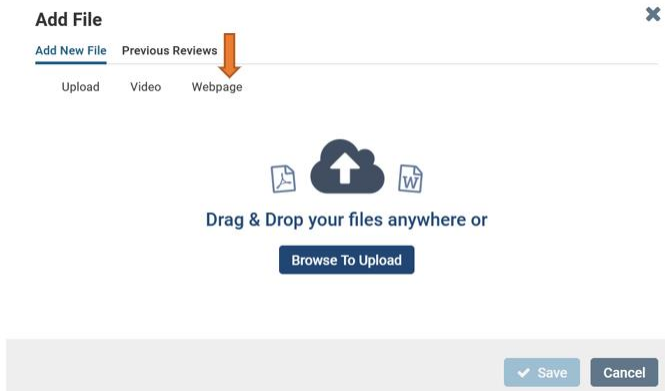 Add File
Add New File Previous Reviews
Upload Video Webpage
W
Drag & Drop your files anywhere or
Browse To Upload
Save Cancel